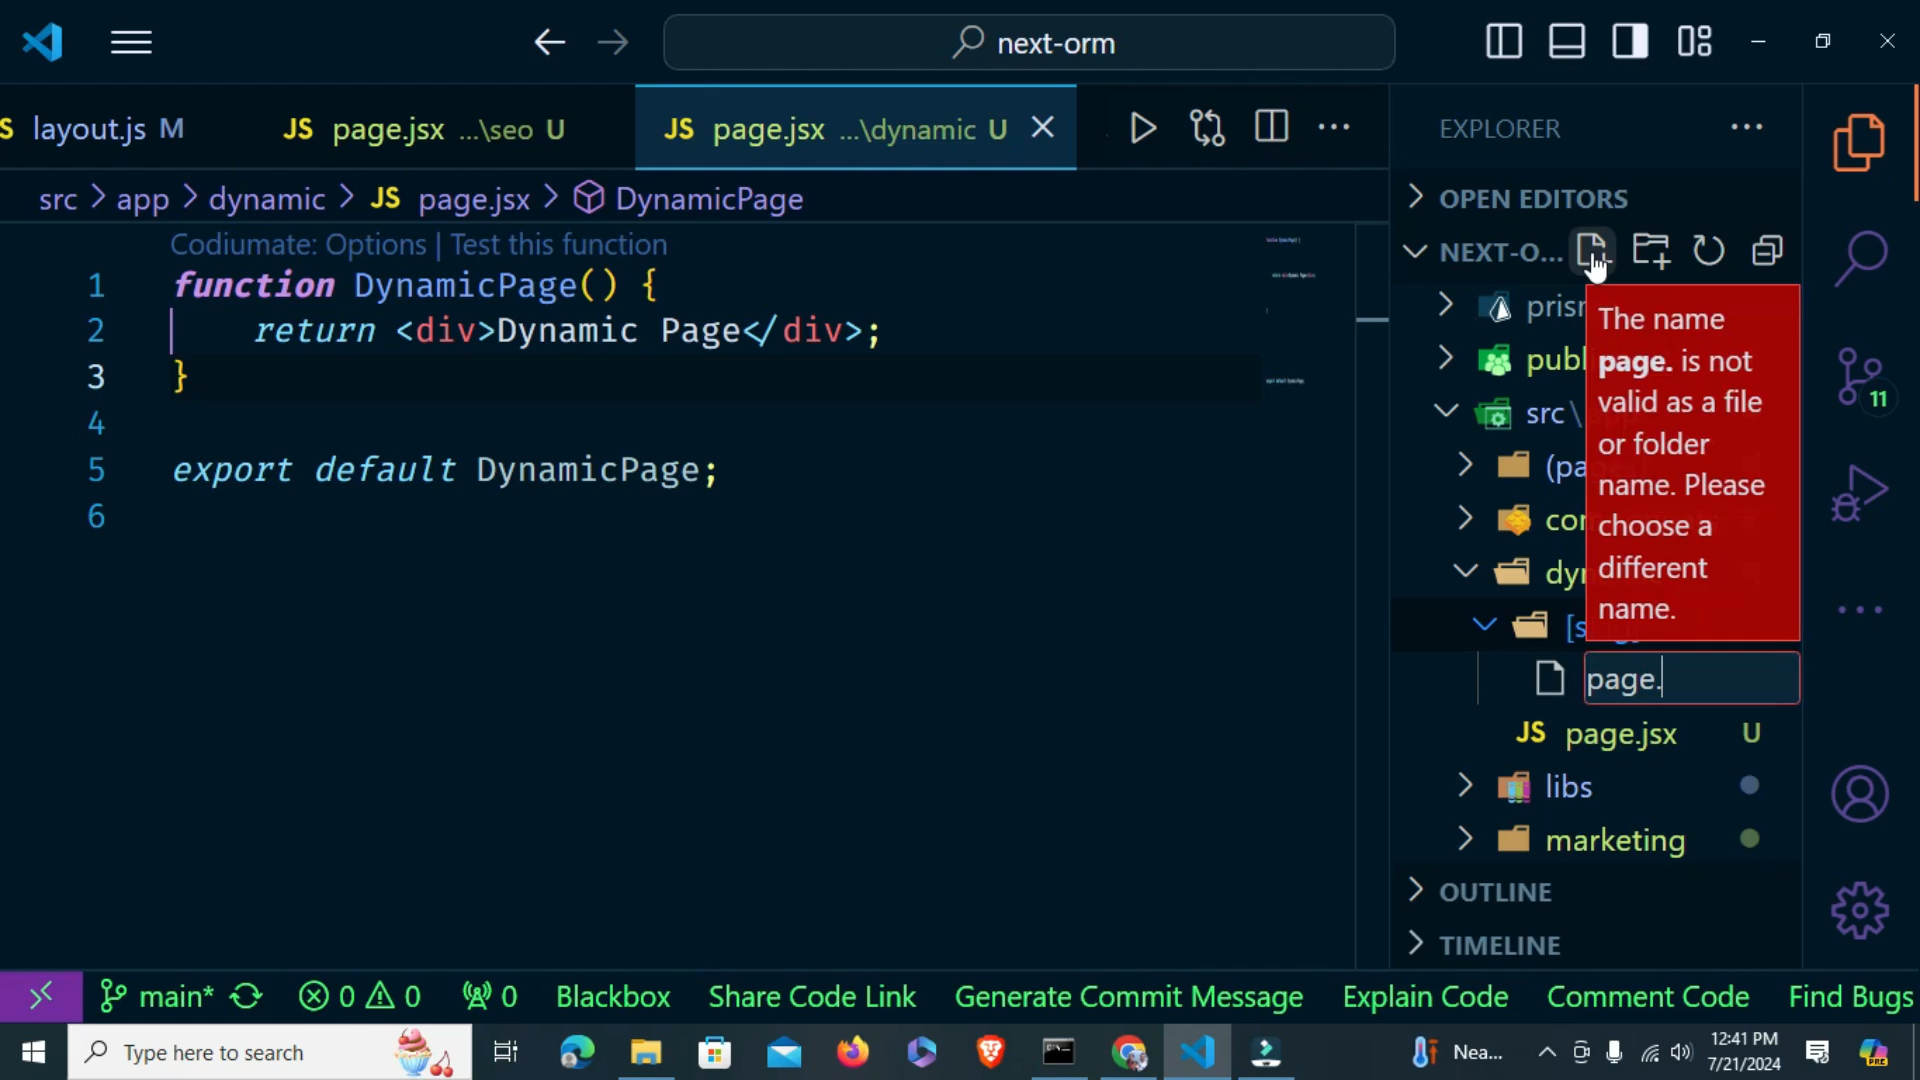 next-orm
layout.js M
JS page.jsx ...\seo U
JS page.jsx ...\dynamic U
src > app > dynamic > JS page.jsx > DynamicPage
Codiumate: Options | Test this function
1 function DynamicPage() {
2 return <div>Dynamic Page</div>;
3 }
4
5 export default DynamicPage;
6
EXPLORER
OPEN EDITORS
NEXT-O...
The name
page. is not
valid as a file
or folder
name. Please
choose a
different
name.
src \
page.
JS page.jsx U
libs
marketing
OUTLINE
TIMELINE
11
main* 0 0 0 Blackbox Share Code Link Generate Commit Message Explain Code Comment Code Find Bugs
Type here to search
Nea...
12:41 PM
7/21/2024
PRE